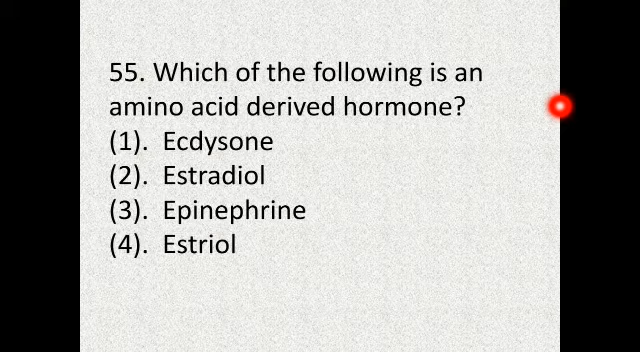 55. Which of the following is an
amino acid derived hormone?
(1).  Ecdysone
(2).  Estradiol
(3).  Epinephrine
(4).  Estriol